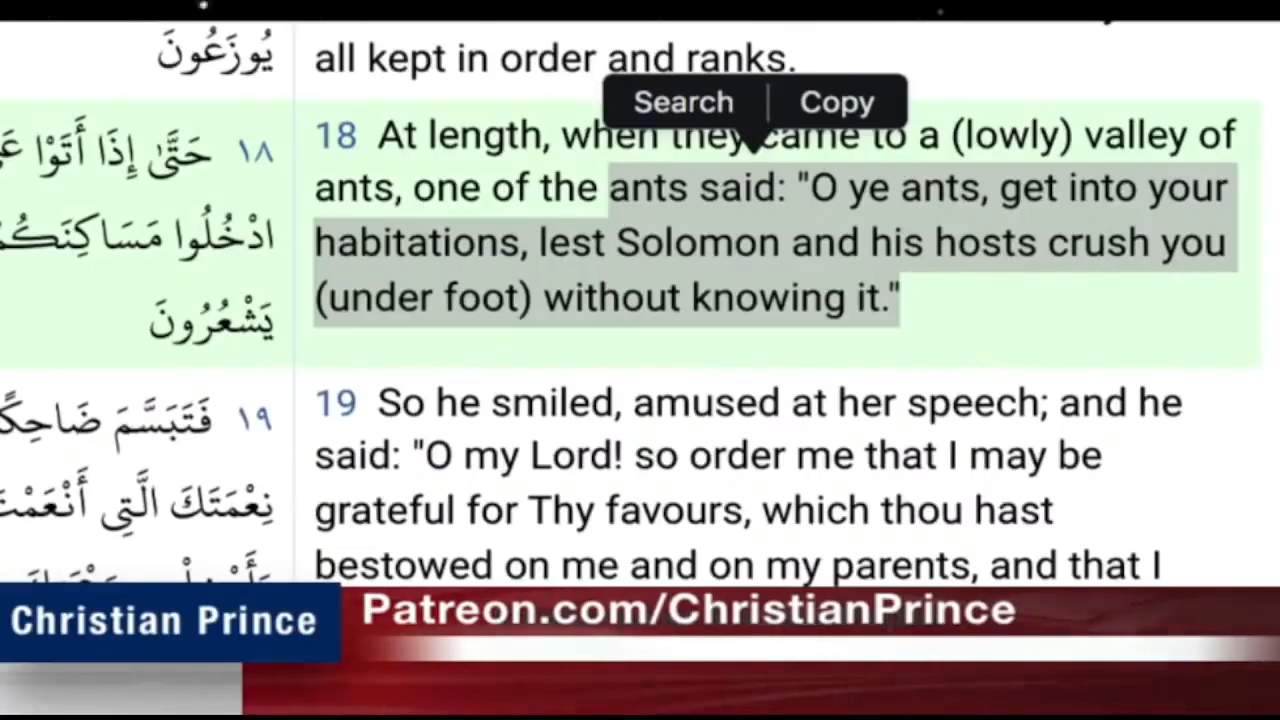 يُوزَعُونَ
all kept in order and ranks.
Search
Copy
١٨ حَتَّىٰ إِذَا أَتَوْا
ادْخُلُوا مَسَاكِنَكُمْ
يَشْعُرُونَ
18 At length, when they came to a (lowly) valley of
ants, one of the ants said: "O ye ants, get into your
habitations, lest Solomon and his hosts crush you
(under foot) without knowing it."
١٩ فَتَبَسَّمَ ضَاحِكًا
نِعْمَتَكَ الَّتِي أَنْعَمْتَ
19 So he smiled, amused at her speech; and he
said: "O my Lord! so order me that I may be
grateful for Thy favours, which thou hast
bestowed on me and on my parents, and that I
Christian Prince
Patreon.com/ChristianPrince